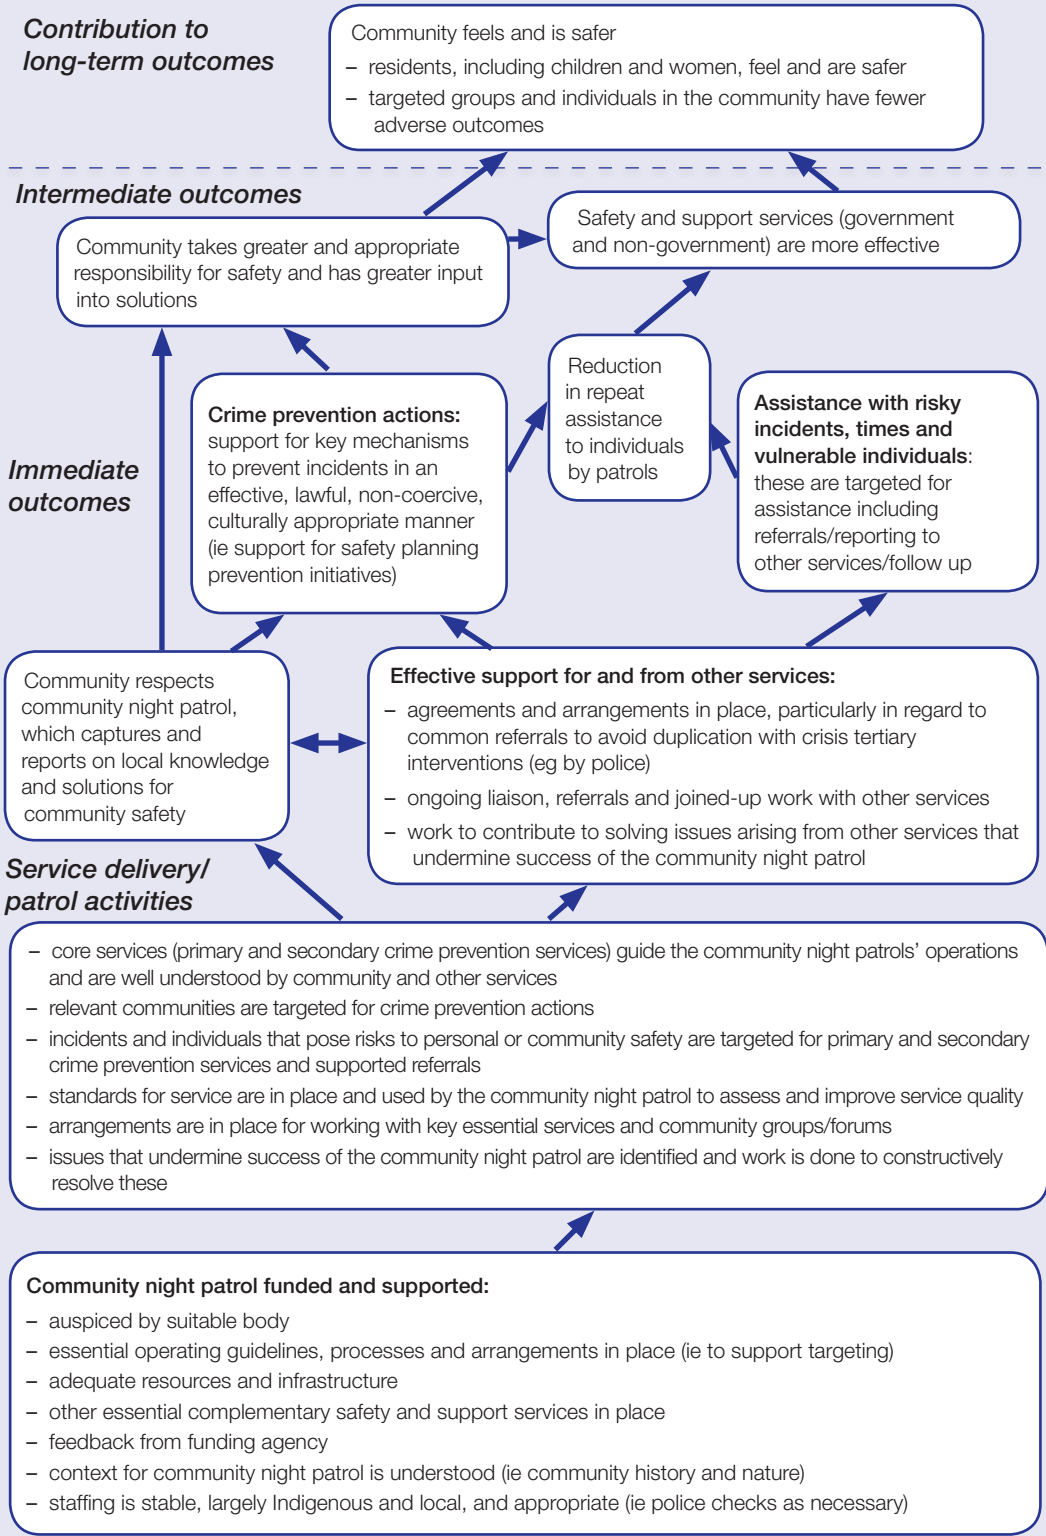 Contribution to
long-term outcomes
Community feels and is safer
– residents, including children and women, feel and are safer
– targeted groups and individuals in the community have fewer
adverse outcomes
Intermediate outcomes
Community takes greater and appropriate
responsibility for safety and has greater input
into solutions
Safety and support services (government
and non-government) are more effective
Immediate
outcomes
Crime prevention actions:
support for key mechanisms
to prevent incidents in an
effective, lawful, non-coercive,
culturally appropriate manner
(ie support for safety planning
prevention initiatives)
Reduction
in repeat
assistance
to individuals
by patrols
Assistance with risky
incidents, times and
vulnerable individuals:
these are targeted for
assistance including
referrals/reporting to
other services/follow up
Community respects
community night patrol,
which captures and
reports on local knowledge
and solutions for
community safety
Effective support for and from other services:
– agreements and arrangements in place, particularly in regard to
common referrals to avoid duplication with crisis tertiary
interventions (eg by police)
– ongoing liaison, referrals and joined-up work with other services
– work to contribute to solving issues arising from other services that
undermine success of the community night patrol
Service delivery/
patrol activities
– core services (primary and secondary crime prevention services) guide the community night patrols’ operations
and are well understood by community and other services
– relevant communities are targeted for crime prevention actions
– incidents and individuals that pose risks to personal or community safety are targeted for primary and secondary
crime prevention services and supported referrals
– standards for service are in place and used by the community night patrol to assess and improve service quality
– arrangements are in place for working with key essential services and community groups/forums
– issues that undermine success of the community night patrol are identified and work is done to constructively
resolve these
Community night patrol funded and supported:
– auspiced by suitable body
– essential operating guidelines, processes and arrangements in place (ie to support targeting)
– adequate resources and infrastructure
– other essential complementary safety and support services in place
– feedback from funding agency
– context for community night patrol is understood (ie community history and nature)
– staffing is stable, largely Indigenous and local, and appropriate (ie police checks as necessary)